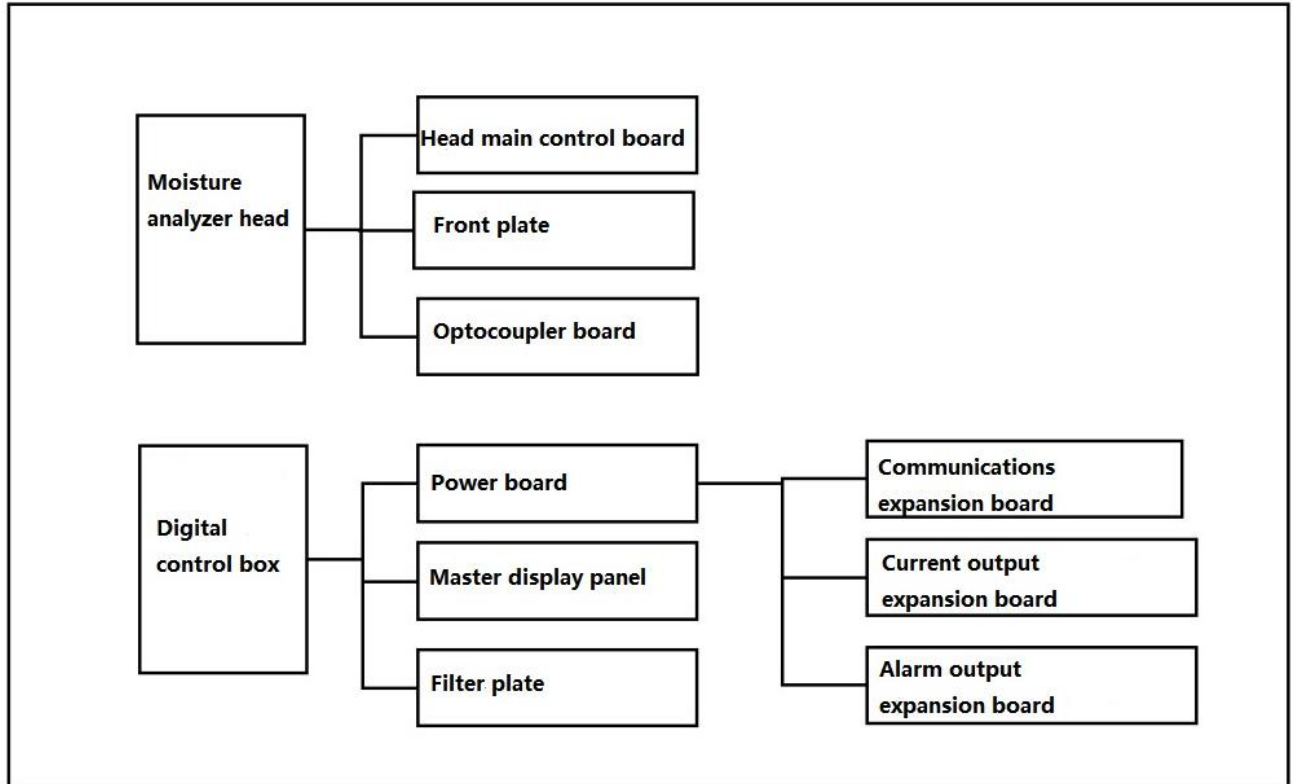 Moisture
analyzer head
Head main control board
Front plate
Optocoupler board
Digital
control box
Power board
Master display panel
Filter plate
Communications
expansion board
Current output
expansion board
Alarm output
expansion board